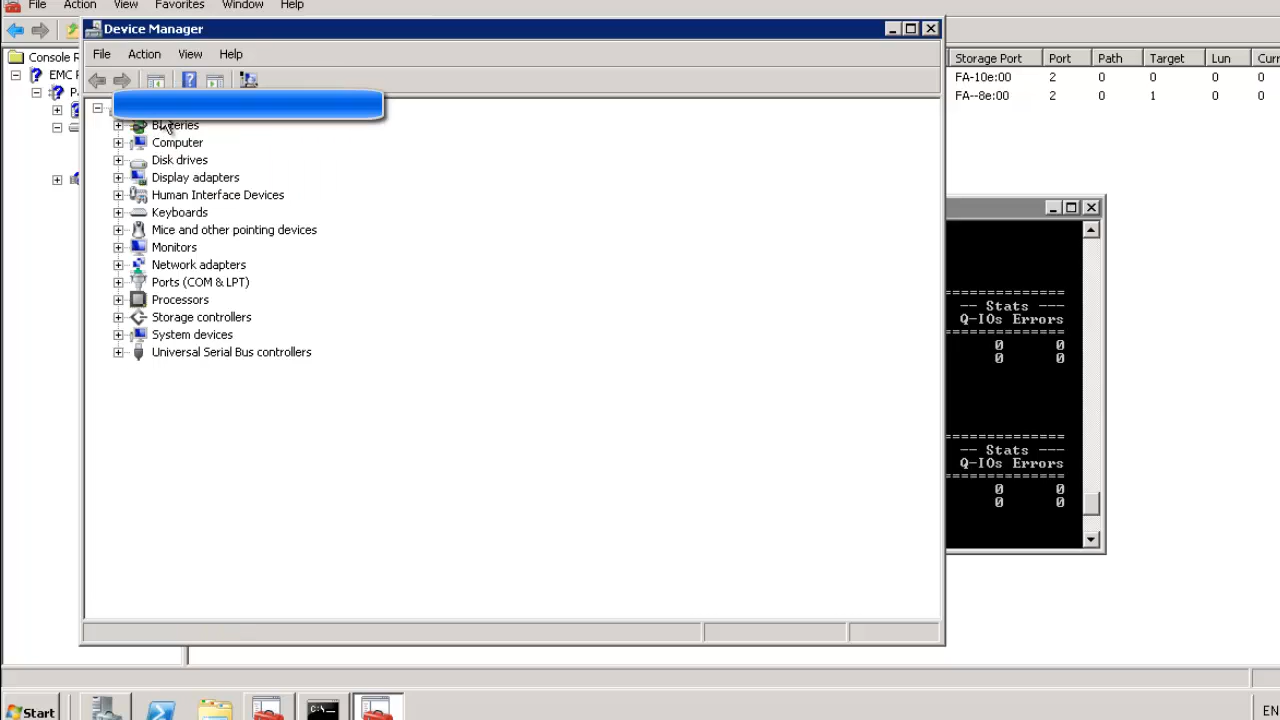 File Action View Favorites Window Help
Device Manager
File Action View Help
Console R
EMC
Storage Port Port Path Target Lun Curr
FA-10e:00 2 0 0 0 0
FA--8e:00 2 0 1 0 0
Batteries
Computer
Disk drives
Display adapters
Human Interface Devices
Keyboards
Mice and other pointing devices
Monitors
Network adapters
Ports (COM & LPT)
Processors
Storage controllers
System devices
Universal Serial Bus controllers
============
-- Stats ---
Q-IOs Errors
============
0 0
0 0
============
-- Stats ---
Q-IOs Errors
============
0 0
0 0
Start
C:\
EN